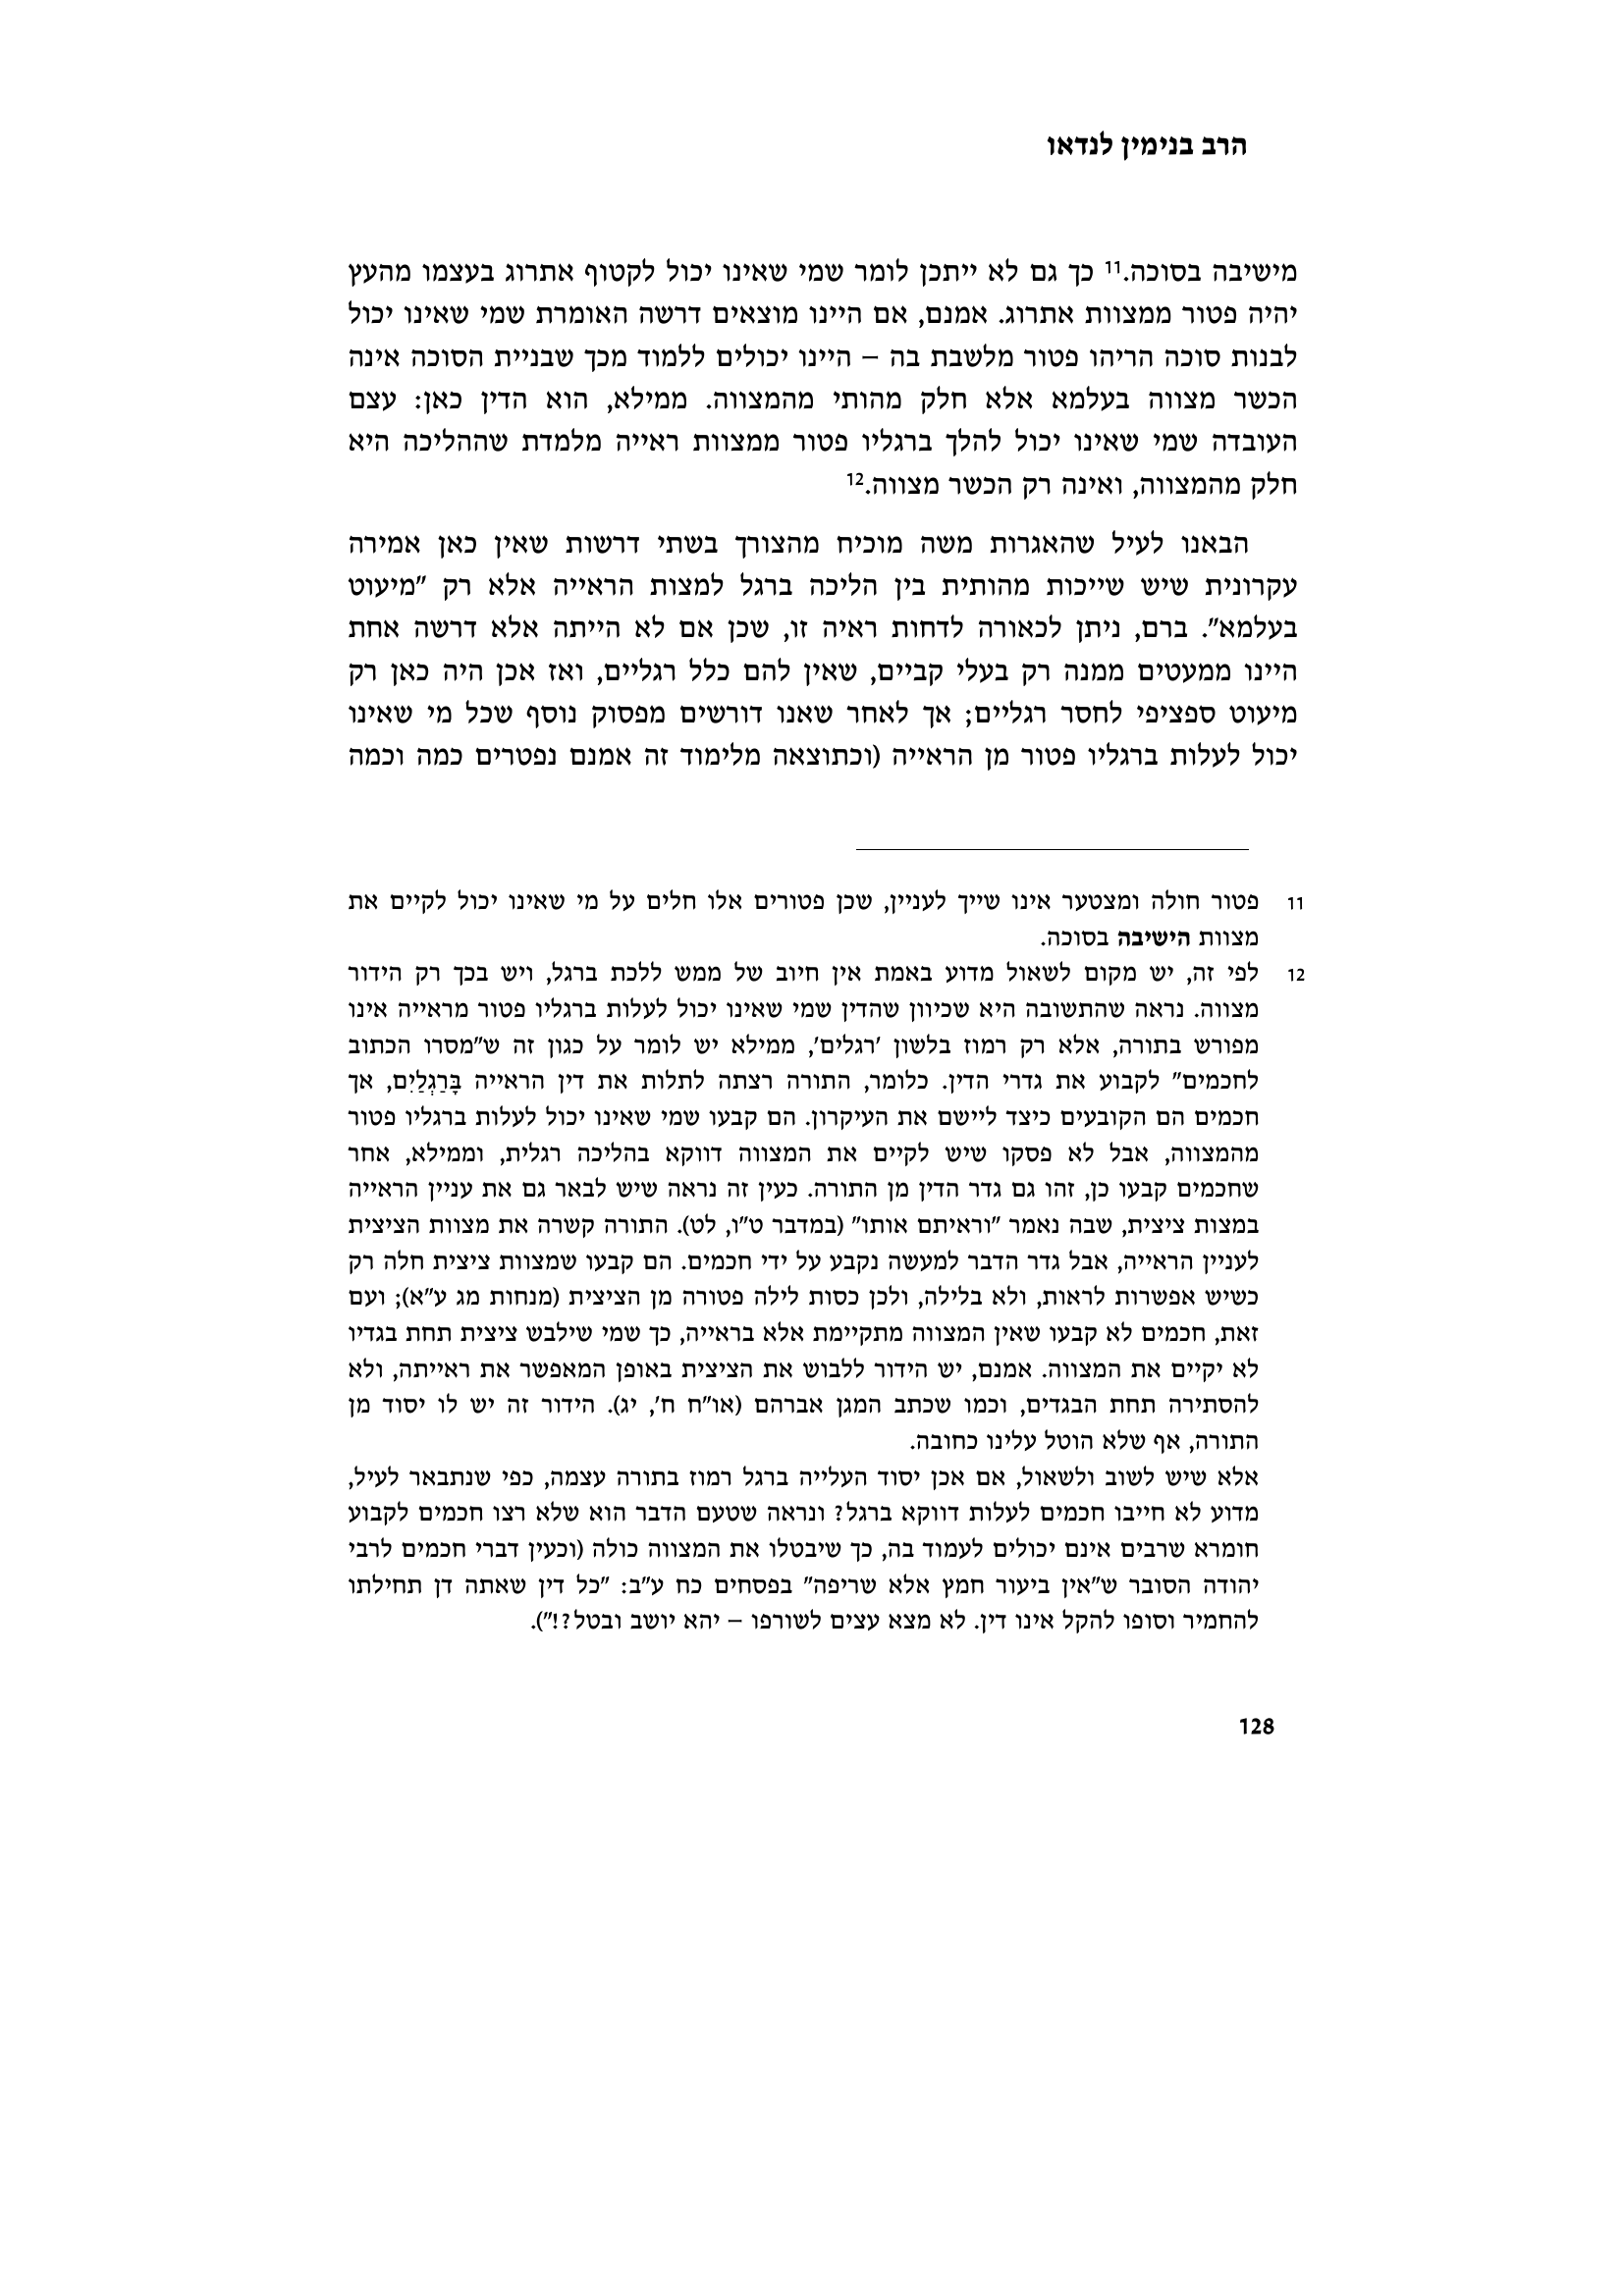 הרב בנימין לנדאו
מישיבה בסוכה.11 כך גם לא ייתכן לומר שמי שאינו יכול לקטוף אתרוג בעצמו מהעץ
יהיה פטור ממצוות אתרוג. אמנם, אם היינו מוצאים דרשה האומרת שמי שאינו יכול
לבנות סוכה הריהו פטור מלשבת בה – היינו יכולים ללמוד מכך שבניית הסוכה אינה
הכשר מצווה בעלמא אלא חלק מהותי מהמצווה. ממילא, הוא הדין כאן: עצם
העובדה שמי שאינו יכול להלך ברגליו פטור ממצוות ראייה מלמדת שההליכה היא
חלק מהמצווה, ואינה רק הכשר מצווה.12
הבאנו לעיל שהאגרות משה מוכיח מהצורך בשתי דרשות שאין כאן אמירה
עקרונית שיש שייכות מהותית בין הליכה ברגל למצות הראייה אלא רק "מיעוט
בעלמא". ברם, ניתן לכאורה לדחות ראיה זו, שכן אם לא הייתה אלא דרשה אחת
היינו ממעטים ממנה רק בעלי קביים, שאין להם כלל רגליים, ואז אכן היה כאן רק
מיעוט ספציפי לחסר רגליים; אך לאחר שאנו דורשים מפסוק נוסף שכל מי שאינו
יכול לעלות ברגליו פטור מן הראייה (וכתוצאה מלימוד זה אמנם נפטרים כמה וכמה
11 פטור חולה ומצטער אינו שייך לעניין, שכן פטורים אלו חלים על מי שאינו יכול לקיים את
מצוות הישיבה בסוכה.
12 לפי זה, יש מקום לשאול מדוע באמת אין חיוב של ממש ללכת ברגל, ויש בכך רק הידור
מצווה. נראה שהתשובה היא שכיוון שהדין שמי שאינו יכול לעלות ברגליו פטור מראייה אינו
מפורש בתורה, אלא רק רמוז בלשון 'רגלים', ממילא יש לומר על כגון זה ש"מסרו הכתוב
לחכמים" לקבוע את גדרי הדין. כלומר, התורה רצתה לתלות את דין הראייה בָּרַגְלַיִם, אך
חכמים הם הקובעים כיצד ליישם את העיקרון. הם קבעו שמי שאינו יכול לעלות ברגליו פטור
מהמצווה, אבל לא פסקו שיש לקיים את המצווה דווקא בהליכה רגלית, וממילא, אחר
שחכמים קבעו כן, זהו גם גדר הדין מן התורה. כעין זה נראה שיש לבאר גם את עניין הראייה
במצות ציצית, שבה נאמר "וראיתם אותו" (במדבר ט"ו, לט). התורה קשרה את מצוות הציצית
לעניין הראייה, אבל גדר הדבר למעשה נקבע על ידי חכמים. הם קבעו שמצוות ציצית חלה רק
כשיש אפשרות לראות, ולא בלילה, ולכן כסות לילה פטורה מן הציצית (מנחות מג ע"א); ועם
זאת, חכמים לא קבעו שאין המצווה מתקיימת אלא בראייה, כך שמי שילבש ציצית תחת בגדיו
לא יקיים את המצווה. אמנם, יש הידור ללבוש את הציצית באופן המאפשר את ראייתה, ולא
להסתירה תחת הבגדים, וכמו שכתב המגן אברהם (או"ח ח', יג). הידור זה יש לו יסוד מן
התורה, אף שלא הוטל עלינו כחובה.
אלא שיש לשוב ולשאול, אם אכן יסוד העלייה ברגל רמוז בתורה עצמה, כפי שנתבאר לעיל,
מדוע לא חייבו חכמים לעלות דווקא ברגל? ונראה שטעם הדבר הוא שלא רצו חכמים לקבוע
חומרא שרבים אינם יכולים לעמוד בה, כך שיבטלו את המצווה כולה (וכעין דברי חכמים לרבי
יהודה הסובר ש"אין ביעור חמץ אלא שריפה" בפסחים כח ע"ב: "כל דין שאתה דן תחילתו
להחמיר וסופו להקל אינו דין. לא מצא עצים לשורפו – יהא יושב ובטל?!").
128